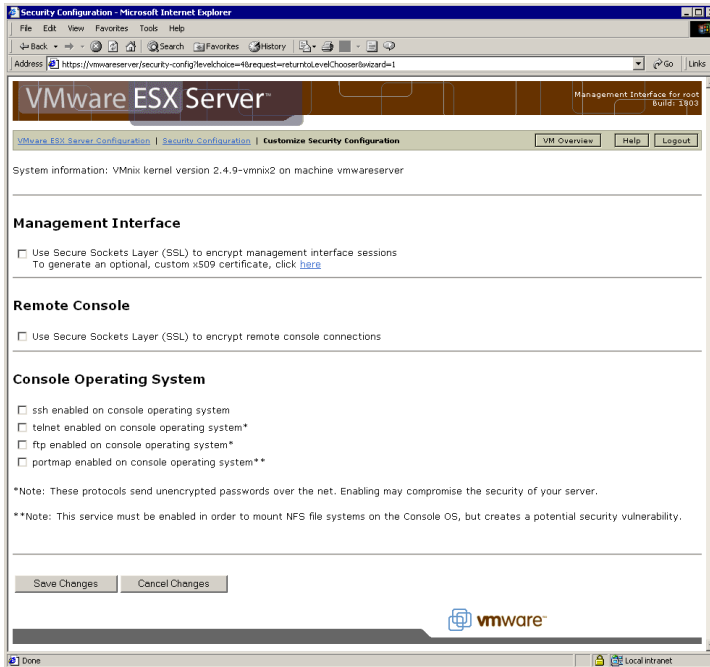 Security Configuration - Microsoft Internet Explorer
File Edit View Favorites Tools Help
Back Search Favorites History
Address https://vmwareserver/security-config?levelchoice=4&request=returntoLevelChooser&wizard=1 Go Links
VMware ESX Server™
Management Interface for root
Build: 1803
VMware ESX Server Configuration | Security Configuration | Customize Security Configuration VM Overview Help Logout
System information: VMnix kernel version 2.4.9-vmnix2 on machine vmwareserver
Management Interface
Use Secure Sockets Layer (SSL) to encrypt management interface sessions
To generate an optional, custom x509 certificate, click here
Remote Console
Use Secure Sockets Layer (SSL) to encrypt remote console connections
Console Operating System
ssh enabled on console operating system
telnet enabled on console operating system*
ftp enabled on console operating system*
portmap enabled on console operating system**
*Note: These protocols send unencrypted passwords over the net. Enabling may compromise the security of your server.
**Note: This service must be enabled in order to mount NFS file systems on the Console OS, but creates a potential security vulnerability.
Save Changes Cancel Changes
vmware™
Done Local intranet